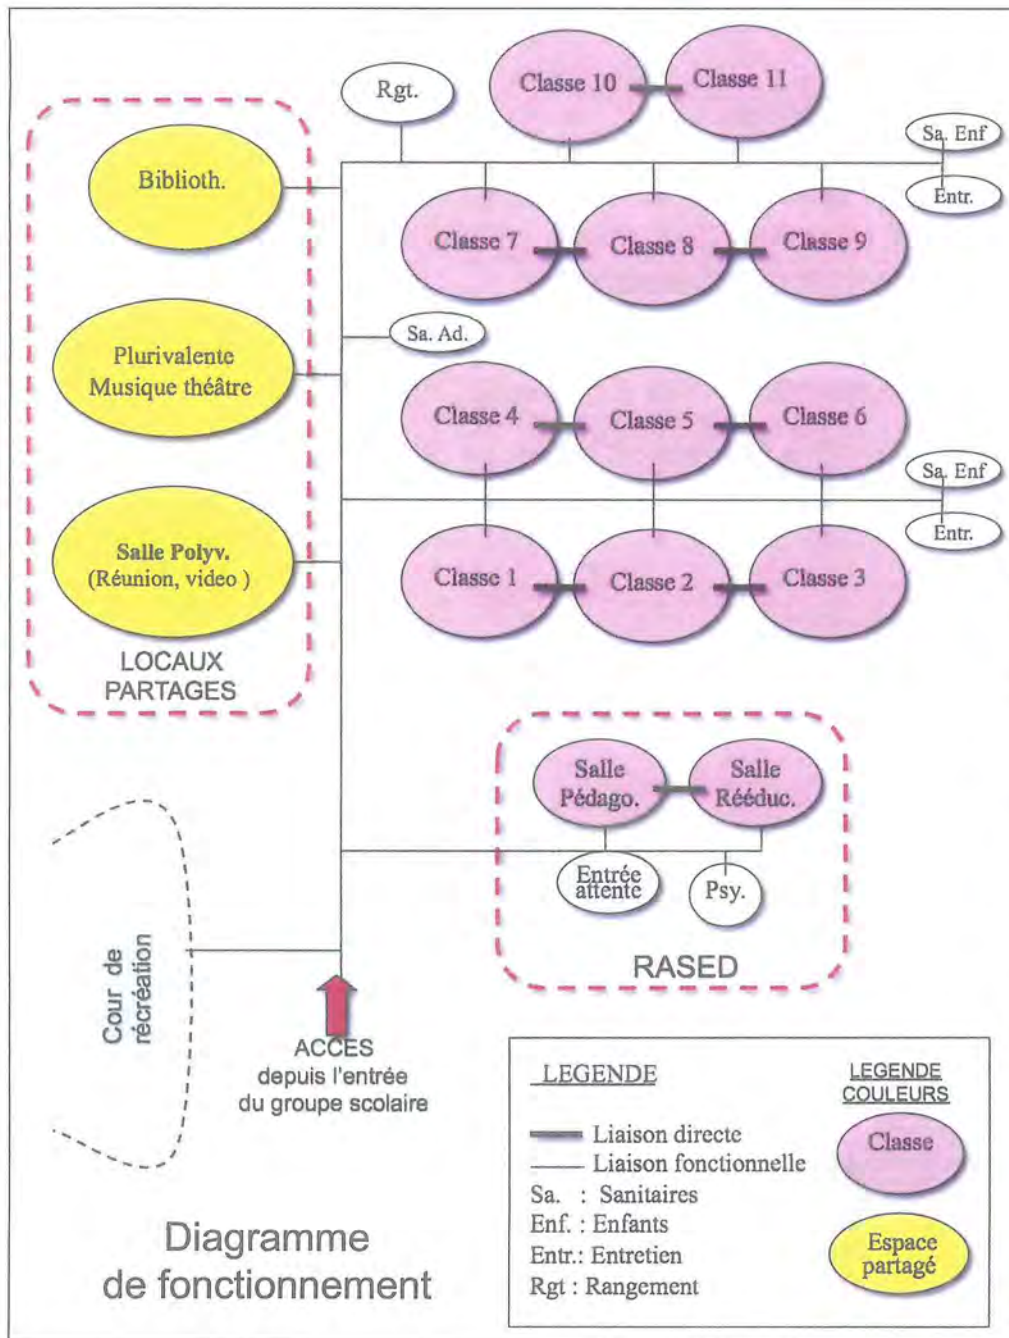 Rgt.
Classe 10
Classe 11
Sa. Enf
Entr.
Biblioth.
Classe 7
Classe 8
Classe 9
Sa. Ad.
Plurivalente
Musique théâtre
Classe 4
Classe 5
Classe 6
Sa. Enf
Entr.
Salle Polyv.
(Réunion, video )
Classe 1
Classe 2
Classe 3
LOCAUX
PARTAGES
Salle
Pédago.
Salle
Rééduc.
Entrée
attente
Psy.
RASED
Cour de
récréation
ACCES
depuis l'entrée
du groupe scolaire
LEGENDE
Liaison directe
Liaison fonctionnelle
Sa. : Sanitaires
Enf. : Enfants
Entr.: Entretien
Rgt : Rangement
LEGENDE
COULEURS
Classe
Espace
partagé
Diagramme
de fonctionnement